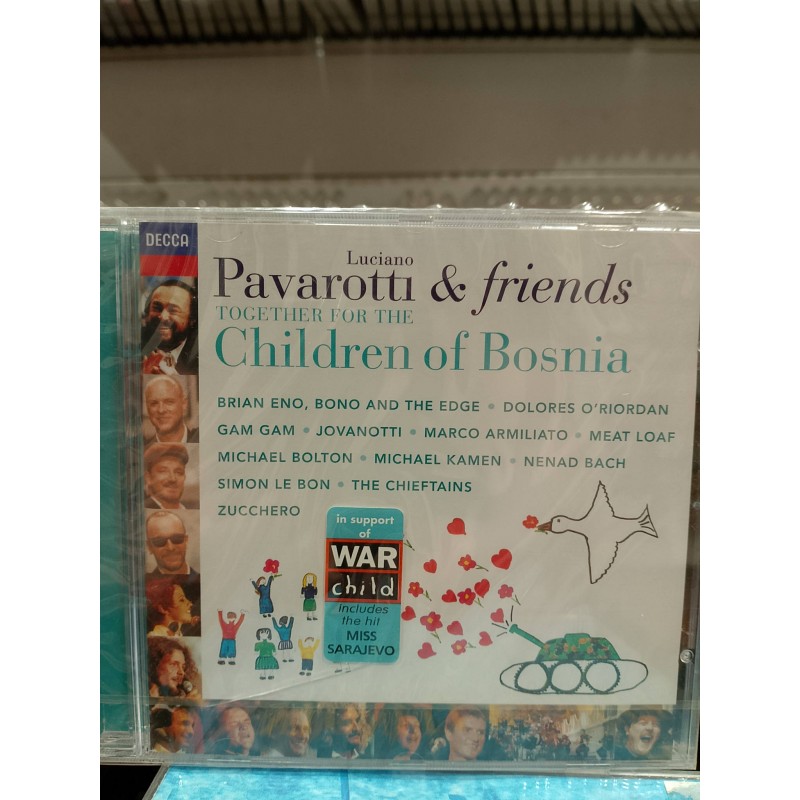 DECCA
Luciano
Pavarotti & friends
TOGETHER FOR THE
Children of Bosnia
BRIAN ENO, BONO AND THE EDGE • DOLORES O'RIORDAN
GAM GAM • JOVANOTTI • MARCO ARMILIATO • MEAT LOAF
MICHAEL BOLTON • MICHAEL KAMEN • NENAD BACH
SIMON LE BON • THE CHIEFTAINS
ZUCCHERO
in support
of
WAR
child
Includes
the hit
MISS
SARAJEVO